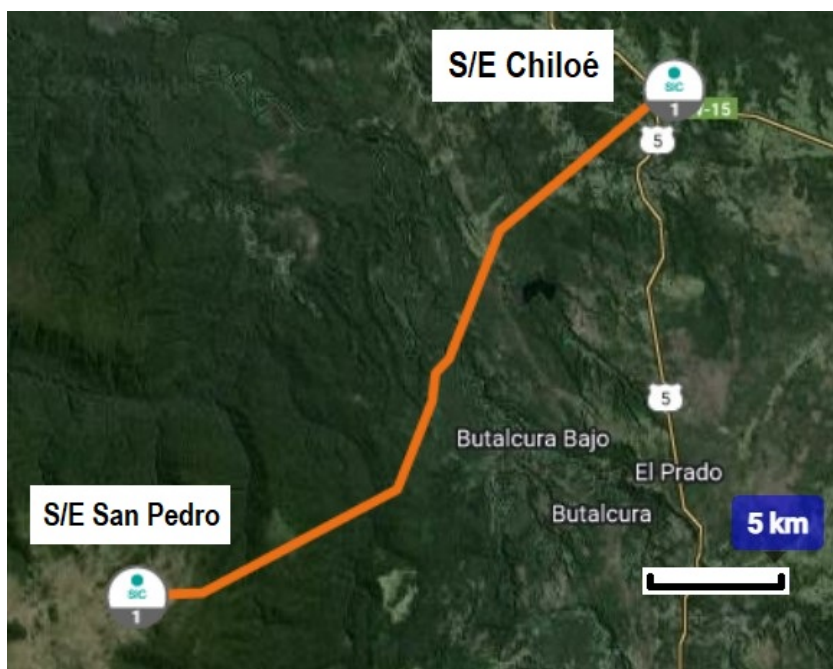 S/E Chiloé
SIC
1
-15
5
5
Butalcura Bajo
El Prado
S/E San Pedro
Butalcura
5 km
SIC
1